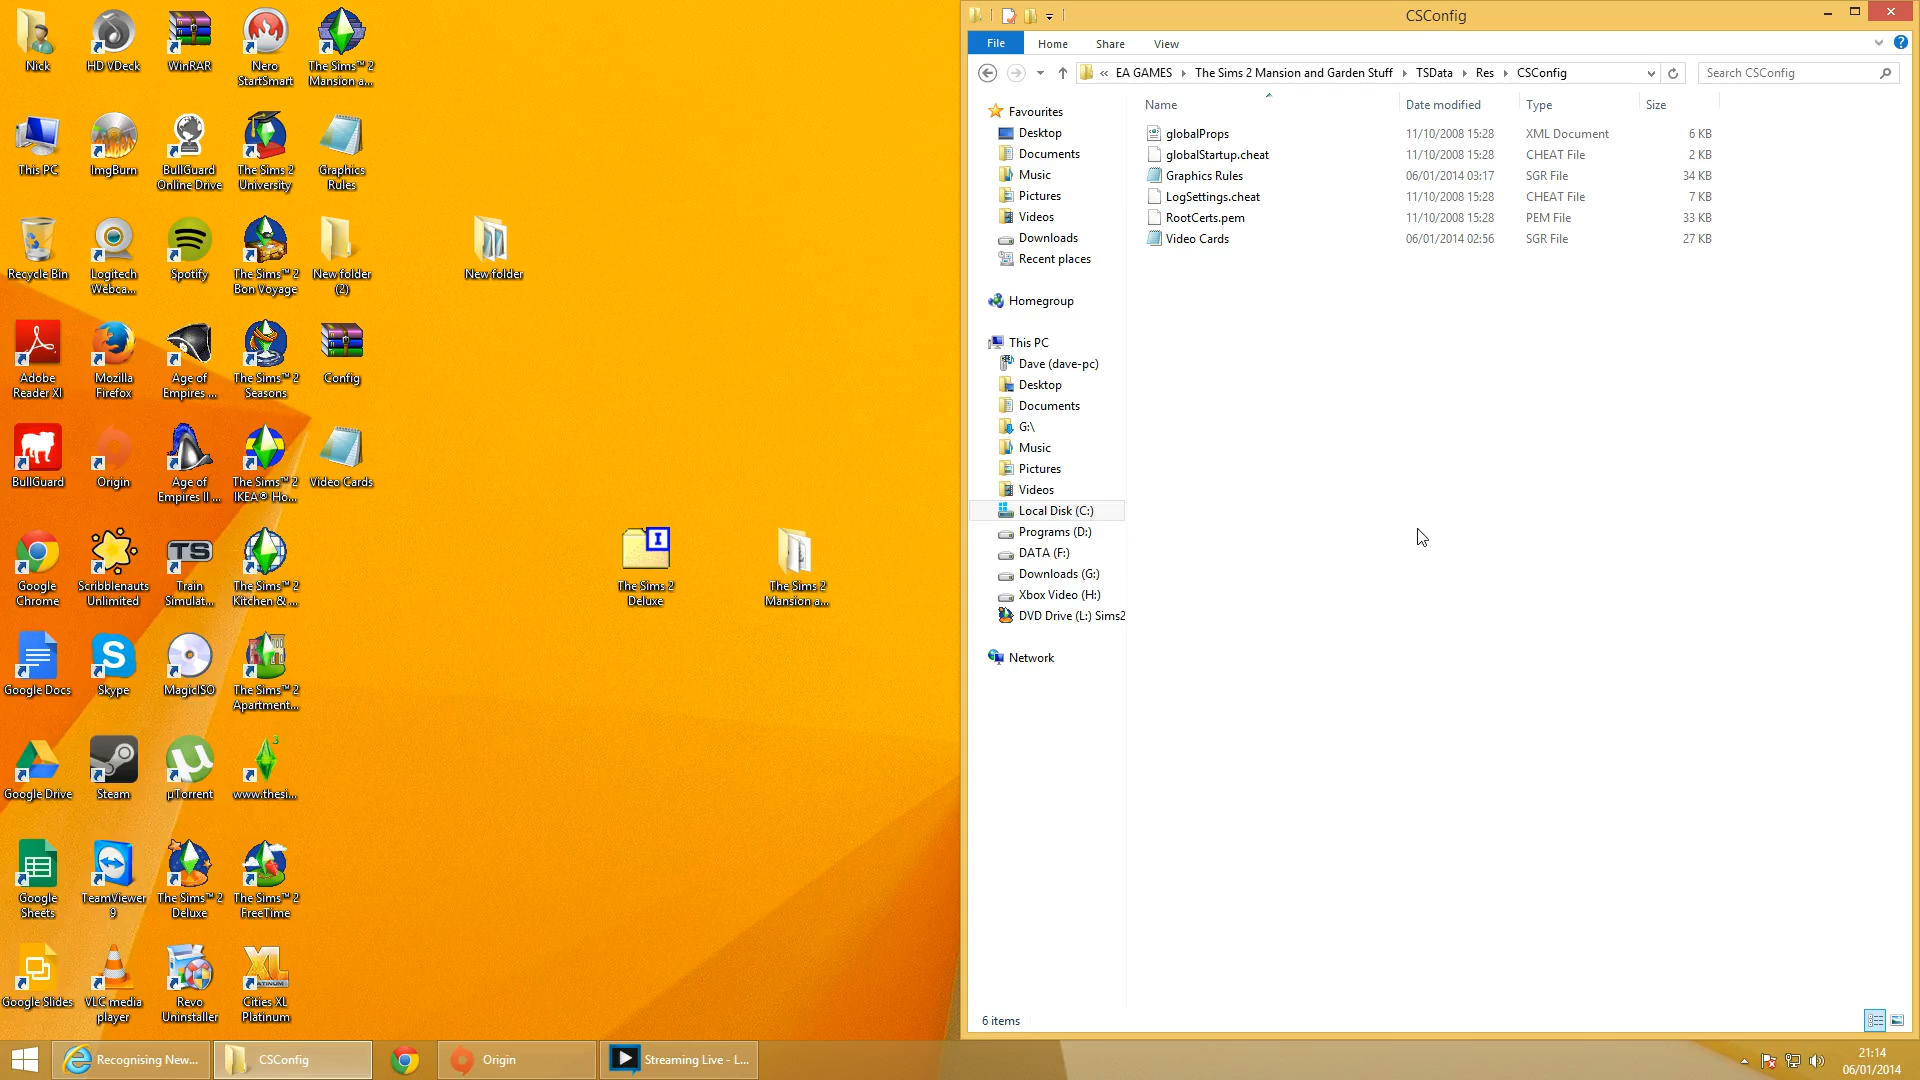 Nick
HD VDeck
WinRAR
Nero
StartSmart
The Sims™ 2
Mansion a...
This PC
ImgBurn
BullGuard
Online Drive
The Sims 2
University
Graphics
Rules
Recycle Bin
Logitech
Webca...
Spotify
The Sims™ 2
Bon Voyage
New folder
(2)
New folder
Adobe
Reader XI
Mozilla
Firefox
Age of
Empires ...
The Sims™ 2
Seasons
Config
BullGuard
Origin
Age of
Empires II ...
The Sims™ 2
IKEA® Ho...
Video Cards
Google
Chrome
Scribblenauts
Unlimited
TS
Train
Simulat...
The Sims™ 2
Kitchen & ...
The Sims 2
Deluxe
The Sims 2
Mansion a...
Google Docs
Skype
MagicISO
The Sims™ 2
Apartment...
Google Drive
Steam
µTorrent
3
www.thesi...
Google
Sheets
TeamViewer
9
The Sims™ 2
Deluxe
The Sims™ 2
FreeTime
Google Slides
VLC media
player
Revo
Uninstaller
XL
PLATINUM
Cities XL
Platinum
CSConfig
File
Home
Share
View
« EA GAMES
The Sims 2 Mansion and Garden Stuff
TSData
Res
CSConfig
Search CSConfig
Favourites
Desktop
Documents
Music
Pictures
Videos
Downloads
Recent places
Homegroup
This PC
Dave (dave-pc)
Desktop
Documents
G:\
Music
Pictures
Videos
Local Disk (C:)
Programs (D:)
DATA (F:)
Downloads (G:)
Xbox Video (H:)
DVD Drive (L:) Sims2
Network
Name Date modified Type Size
globalProps 11/10/2008 15:28 XML Document 6 KB
globalStartup.cheat 11/10/2008 15:28 CHEAT File 2 KB
Graphics Rules 06/01/2014 03:17 SGR File 34 KB
LogSettings.cheat 11/10/2008 15:28 CHEAT File 7 KB
RootCerts.pem 11/10/2008 15:28 PEM File 33 KB
Video Cards 06/01/2014 02:56 SGR File 27 KB
6 items
Recognising New...
CSConfig
Origin
Streaming Live - L...
21:14
06/01/2014